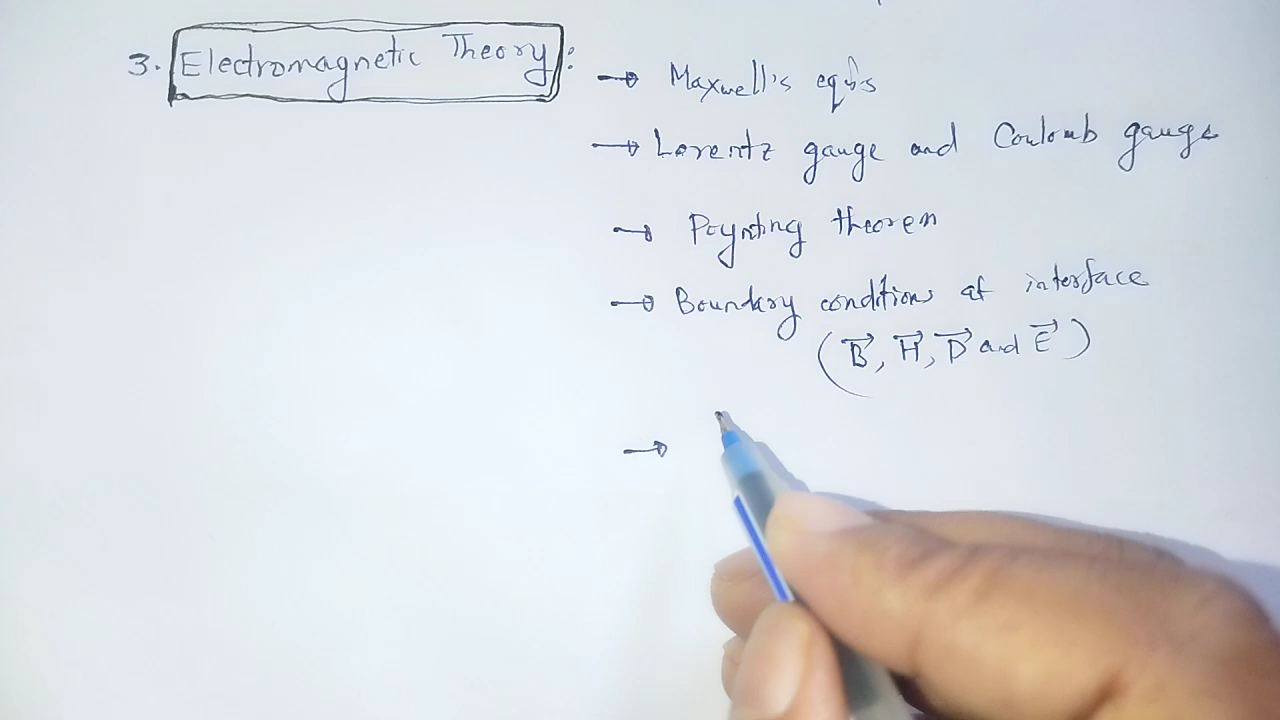 3. Electromagnetic Theory :
→ Maxwell's eqns
→ Lorentz gauge and Coulomb gauge
→ Poynting theorem
→ Boundary conditions at interface
(B⃗, H⃗, D⃗ and E⃗)
→